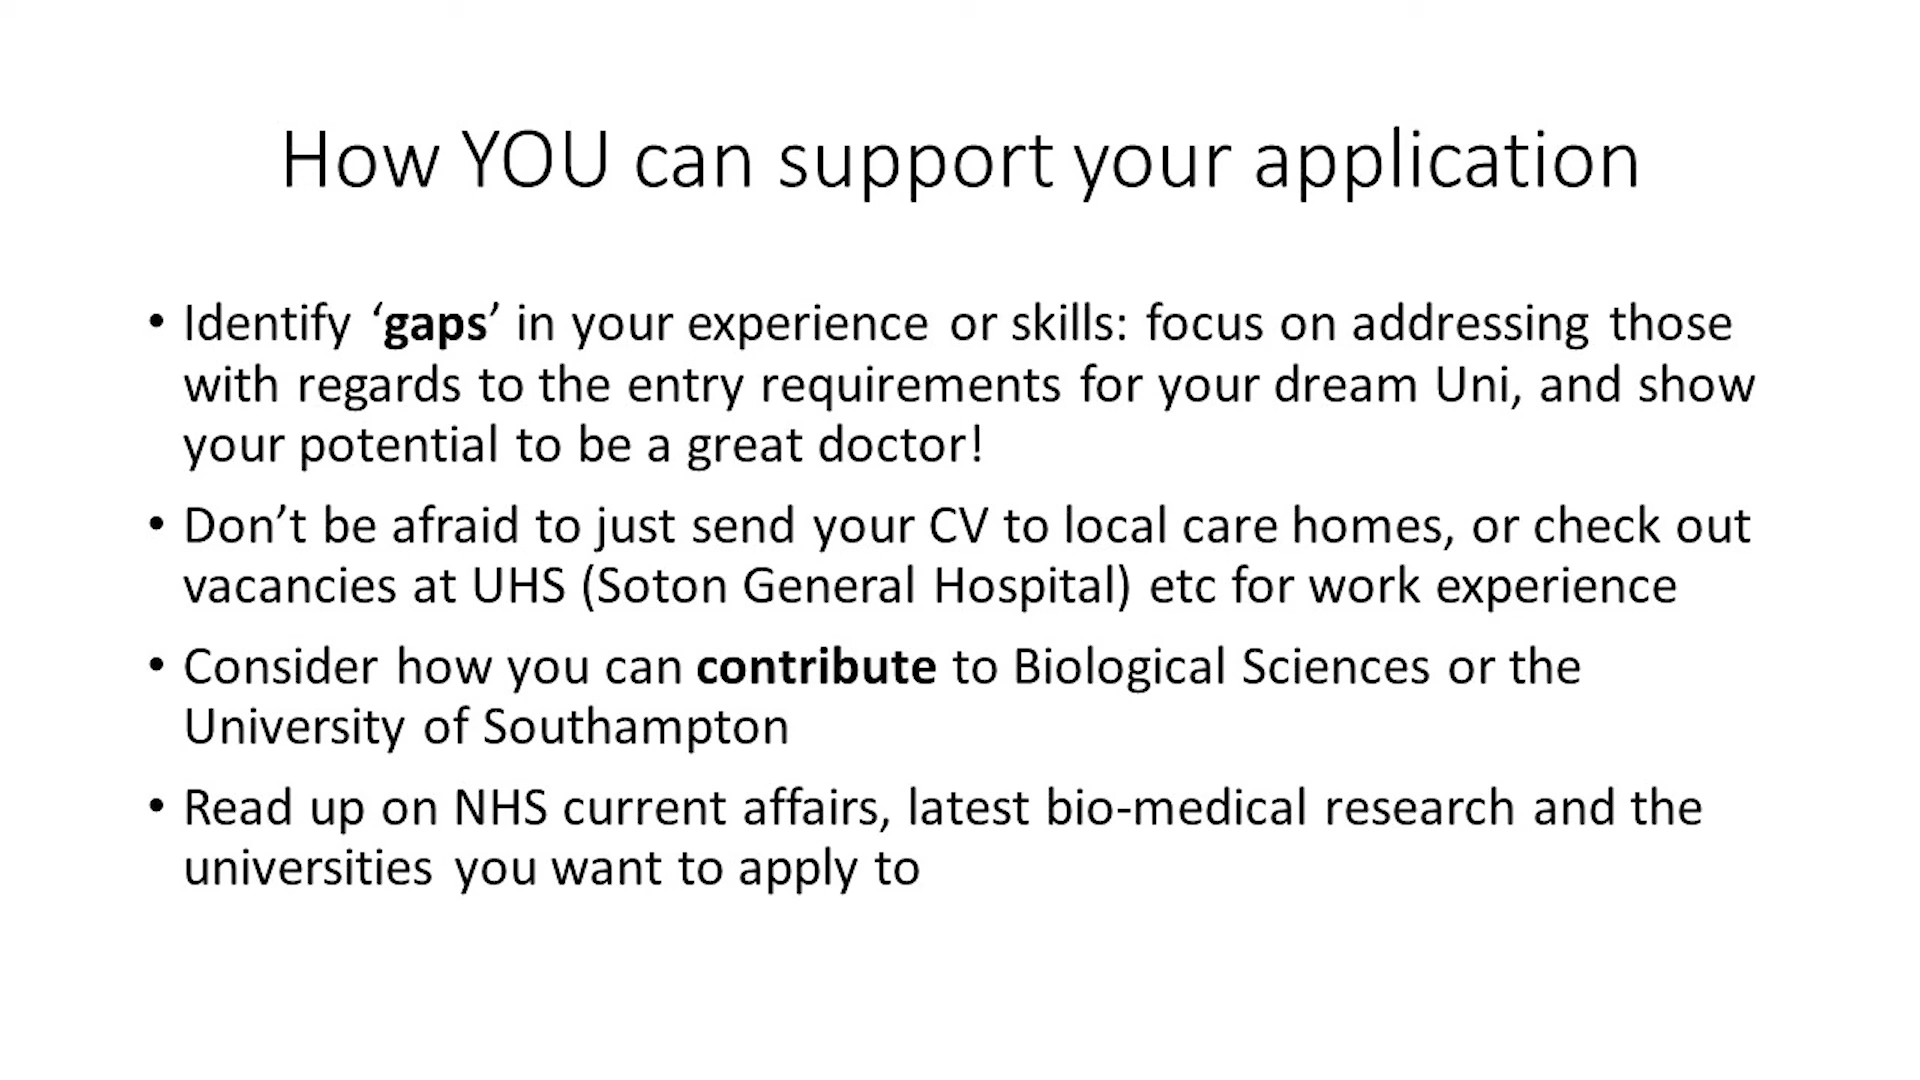 How YOU can support your application
• Identify ‘gaps’ in your experience or skills: focus on addressing those
with regards to the entry requirements for your dream Uni, and show
your potential to be a great doctor!
• Don’t be afraid to just send your CV to local care homes, or check out
vacancies at UHS (Soton General Hospital) etc for work experience
• Consider how you can contribute to Biological Sciences or the
University of Southampton
• Read up on NHS current affairs, latest bio-medical research and the
universities you want to apply to